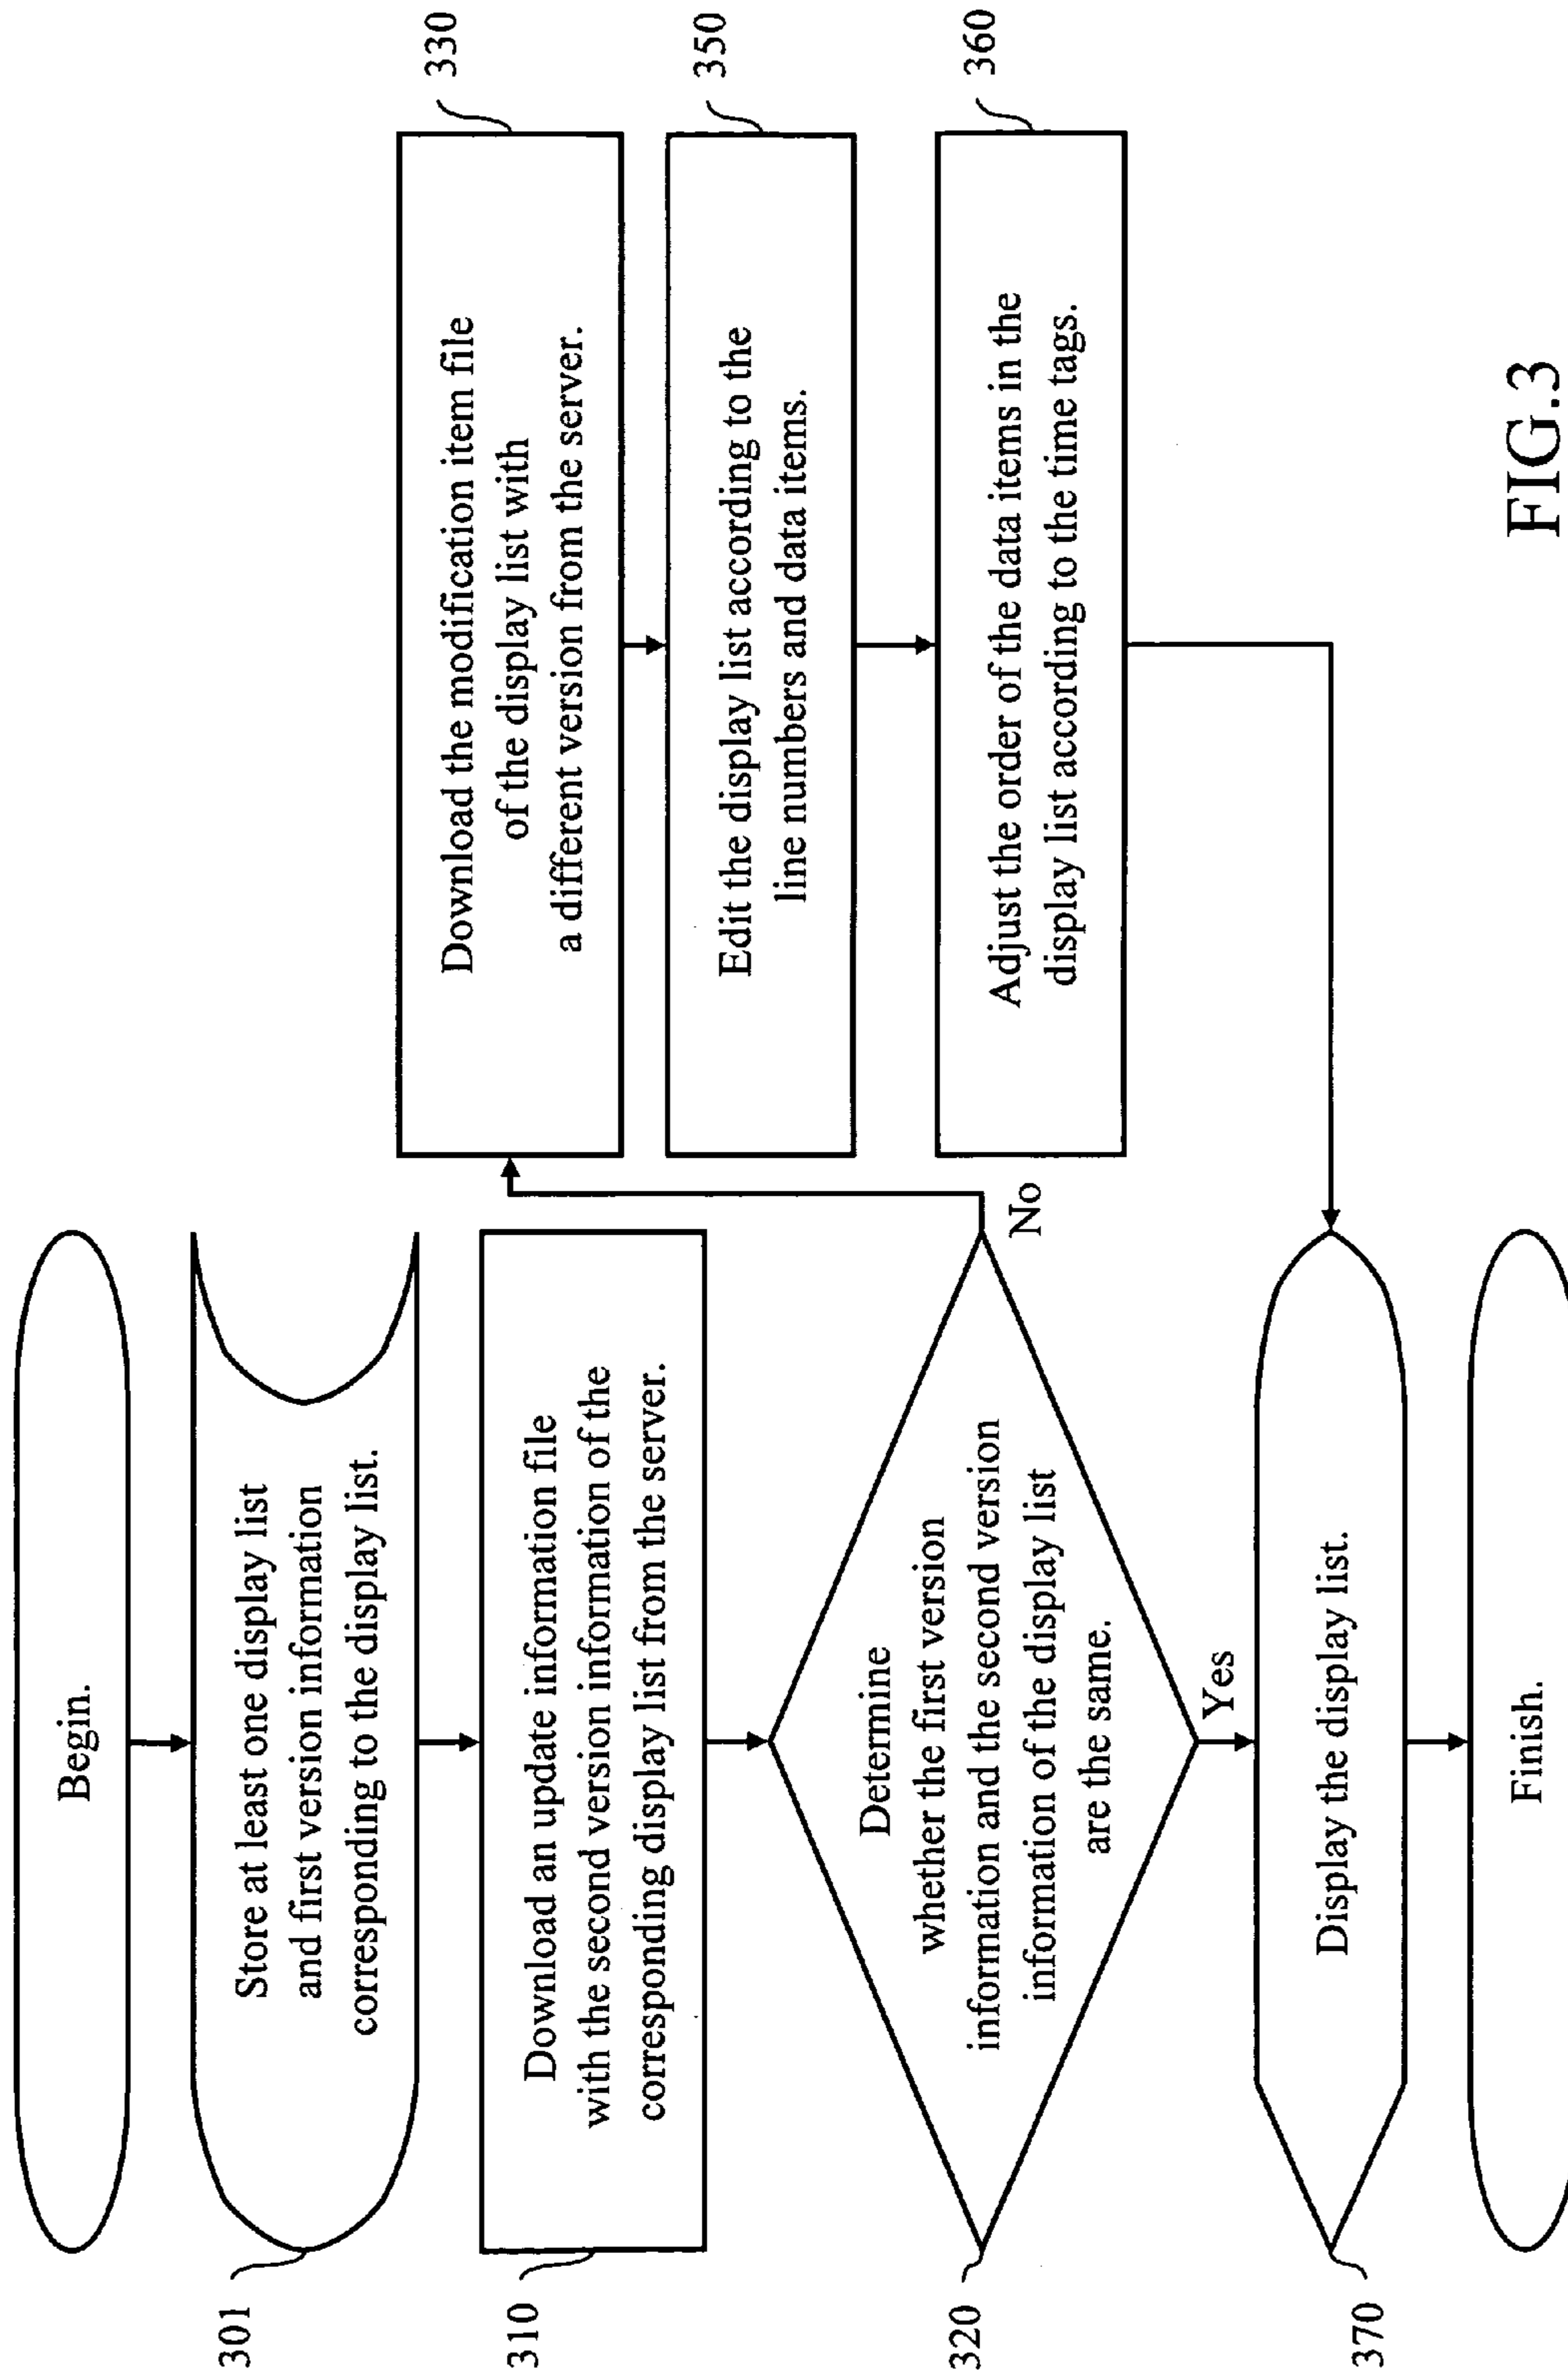 Begin.
301
Store at least one display list
and first version information
corresponding to the display list.
310
Download an update information file
with the second version information of the
corresponding display list from the server.
320
Determine
whether the first version
information and the second version
information of the display list
are the same.
No
Yes
330
Download the modification item file
of the display list with
a different version from the server.
350
Edit the display list according to the
line numbers and data items.
360
Adjust the order of the data items in the
display list according to the time tags.
370
Display the display list.
Finish.
FIG.3